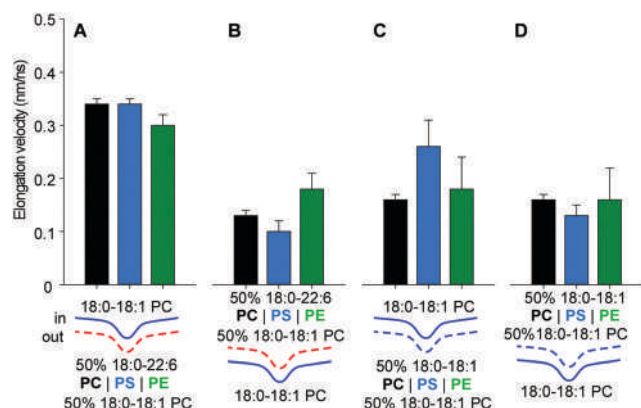 A B C D
Elongation velocity (nm/ns)
0.5
0.4
0.3
0.2
0.1
0
18:0-18:1 PC
in
out
50% 18:0-22:6
PC | PS | PE
50% 18:0-18:1 PC
50% 18:0-22:6
PC | PS | PE
50% 18:0-18:1 PC
18:0-18:1 PC
18:0-18:1 PC
50% 18:0-18:1
PC | PS | PE
50% 18:0-18:1 PC
50% 18:0-18:1
PC | PS | PE
50%18:0-18:1 PC
18:0-18:1 PC